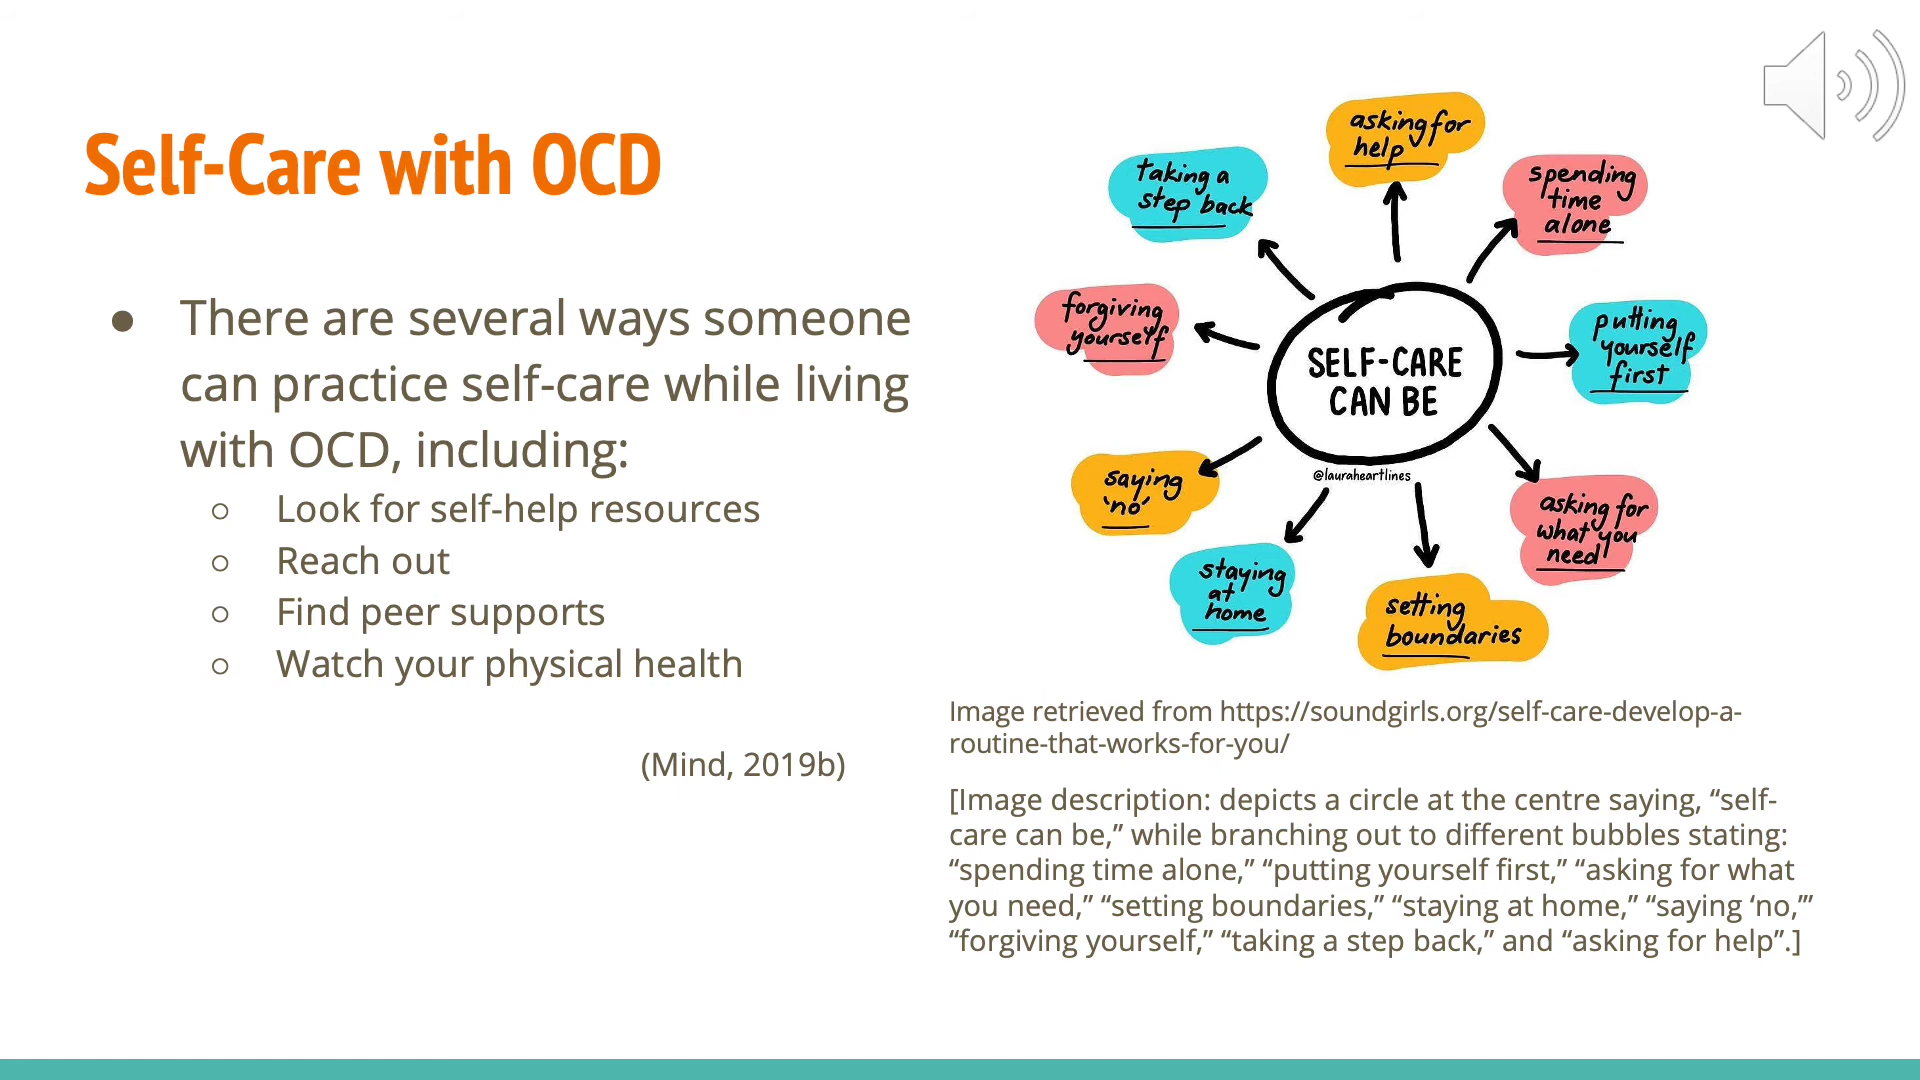 Self-Care with OCD
● There are several ways someone
can practice self-care while living
with OCD, including:
○ Look for self-help resources
○ Reach out
○ Find peer supports
○ Watch your physical health
(Mind, 2019b)
asking for
help
taking a
step back
spending
time
alone
forgiving
yourself
putting
yourself
first
SELF-CARE
CAN BE
@lauraheartlines
saying
'no'
asking for
what you
need
staying
at
home
setting
boundaries
Image retrieved from https://soundgirls.org/self-care-develop-a-
routine-that-works-for-you/
[Image description: depicts a circle at the centre saying, “self-
care can be,” while branching out to different bubbles stating:
“spending time alone,” “putting yourself first,” “asking for what
you need,” “setting boundaries,” “staying at home,” “saying ‘no,’”
“forgiving yourself,” “taking a step back,” and “asking for help”.]